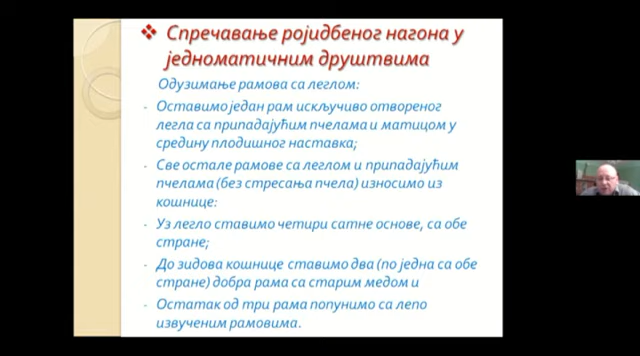 Спречавање ројидбеног нагона у
једноматичним друштвима
Одузимање рамова са леглом:
- Оставимо један рам искључиво отвореног
легла са припадајућим пчелама и матицом у
средину плодишног наставка;
- Све остале рамове са леглом и припадајућим
пчелама (без стресања пчела) износимо из
кошнице:
- Уз легло ставимо четири сатне основе, са обе
стране;
- До зидова кошнице ставимо два (по једна са обе
стране) добра рама са старим медом и
- Остатак од три рама попунимо са лепо
извученим рамовима.